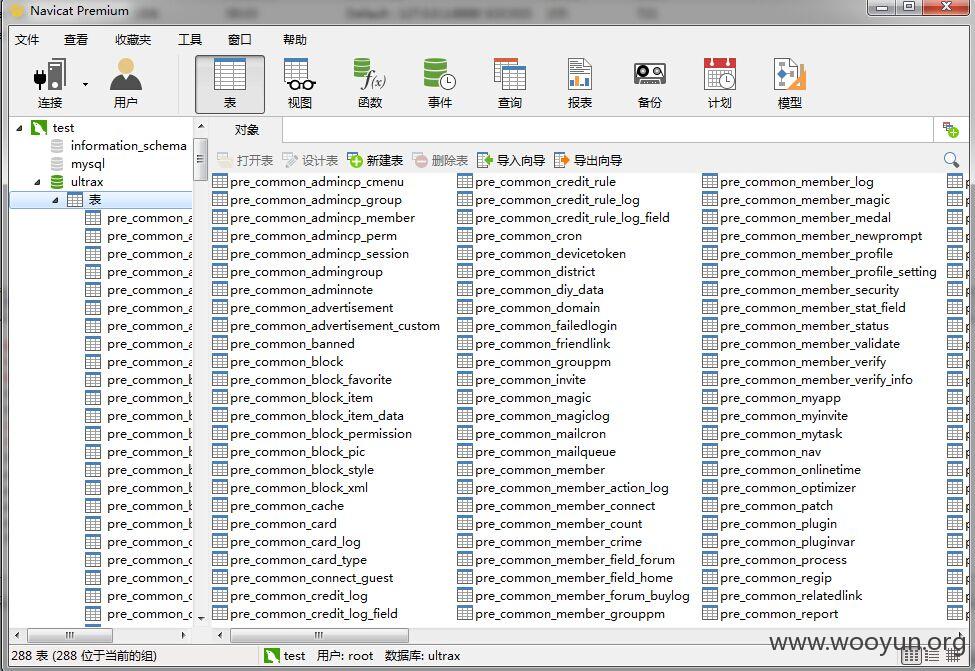 Navicat Premium
文件 查看 收藏夹 工具 窗口 帮助
连接 用户 表 视图 函数 事件 查询 报表 备份 计划 模型
f(x)
test
information_schema
mysql
ultrax
表
pre_common_a
pre_common_a
pre_common_a
pre_common_a
pre_common_a
pre_common_a
pre_common_a
pre_common_a
pre_common_a
pre_common_b
pre_common_b
pre_common_b
pre_common_b
pre_common_b
pre_common_b
pre_common_b
pre_common_b
pre_common_c
pre_common_c
pre_common_c
pre_common_c
pre_common_c
对象
打开表 设计表 新建表 删除表 导入向导 导出向导
pre_common_admincp_cmenu
pre_common_admincp_group
pre_common_admincp_member
pre_common_admincp_perm
pre_common_admincp_session
pre_common_admingroup
pre_common_adminnote
pre_common_advertisement
pre_common_advertisement_custom
pre_common_banned
pre_common_block
pre_common_block_favorite
pre_common_block_item
pre_common_block_item_data
pre_common_block_permission
pre_common_block_pic
pre_common_block_style
pre_common_block_xml
pre_common_cache
pre_common_card
pre_common_card_log
pre_common_card_type
pre_common_connect_guest
pre_common_credit_log
pre_common_credit_log_field
pre_common_credit_rule
pre_common_credit_rule_log
pre_common_credit_rule_log_field
pre_common_cron
pre_common_devicetoken
pre_common_district
pre_common_diy_data
pre_common_domain
pre_common_failedlogin
pre_common_friendlink
pre_common_grouppm
pre_common_invite
pre_common_magic
pre_common_magiclog
pre_common_mailcron
pre_common_mailqueue
pre_common_member
pre_common_member_action_log
pre_common_member_connect
pre_common_member_count
pre_common_member_crime
pre_common_member_field_forum
pre_common_member_field_home
pre_common_member_forum_buylog
pre_common_member_grouppm
pre_common_member_log
pre_common_member_magic
pre_common_member_medal
pre_common_member_newprompt
pre_common_member_profile
pre_common_member_profile_setting
pre_common_member_security
pre_common_member_stat_field
pre_common_member_status
pre_common_member_validate
pre_common_member_verify
pre_common_member_verify_info
pre_common_myapp
pre_common_myinvite
pre_common_mytask
pre_common_nav
pre_common_onlinetime
pre_common_optimizer
pre_common_patch
pre_common_plugin
pre_common_pluginvar
pre_common_process
pre_common_regip
pre_common_relatedlink
pre_common_report
www.wooyun.org
288 表 (288 位于当前的组) test 用户: root 数据库: ultrax